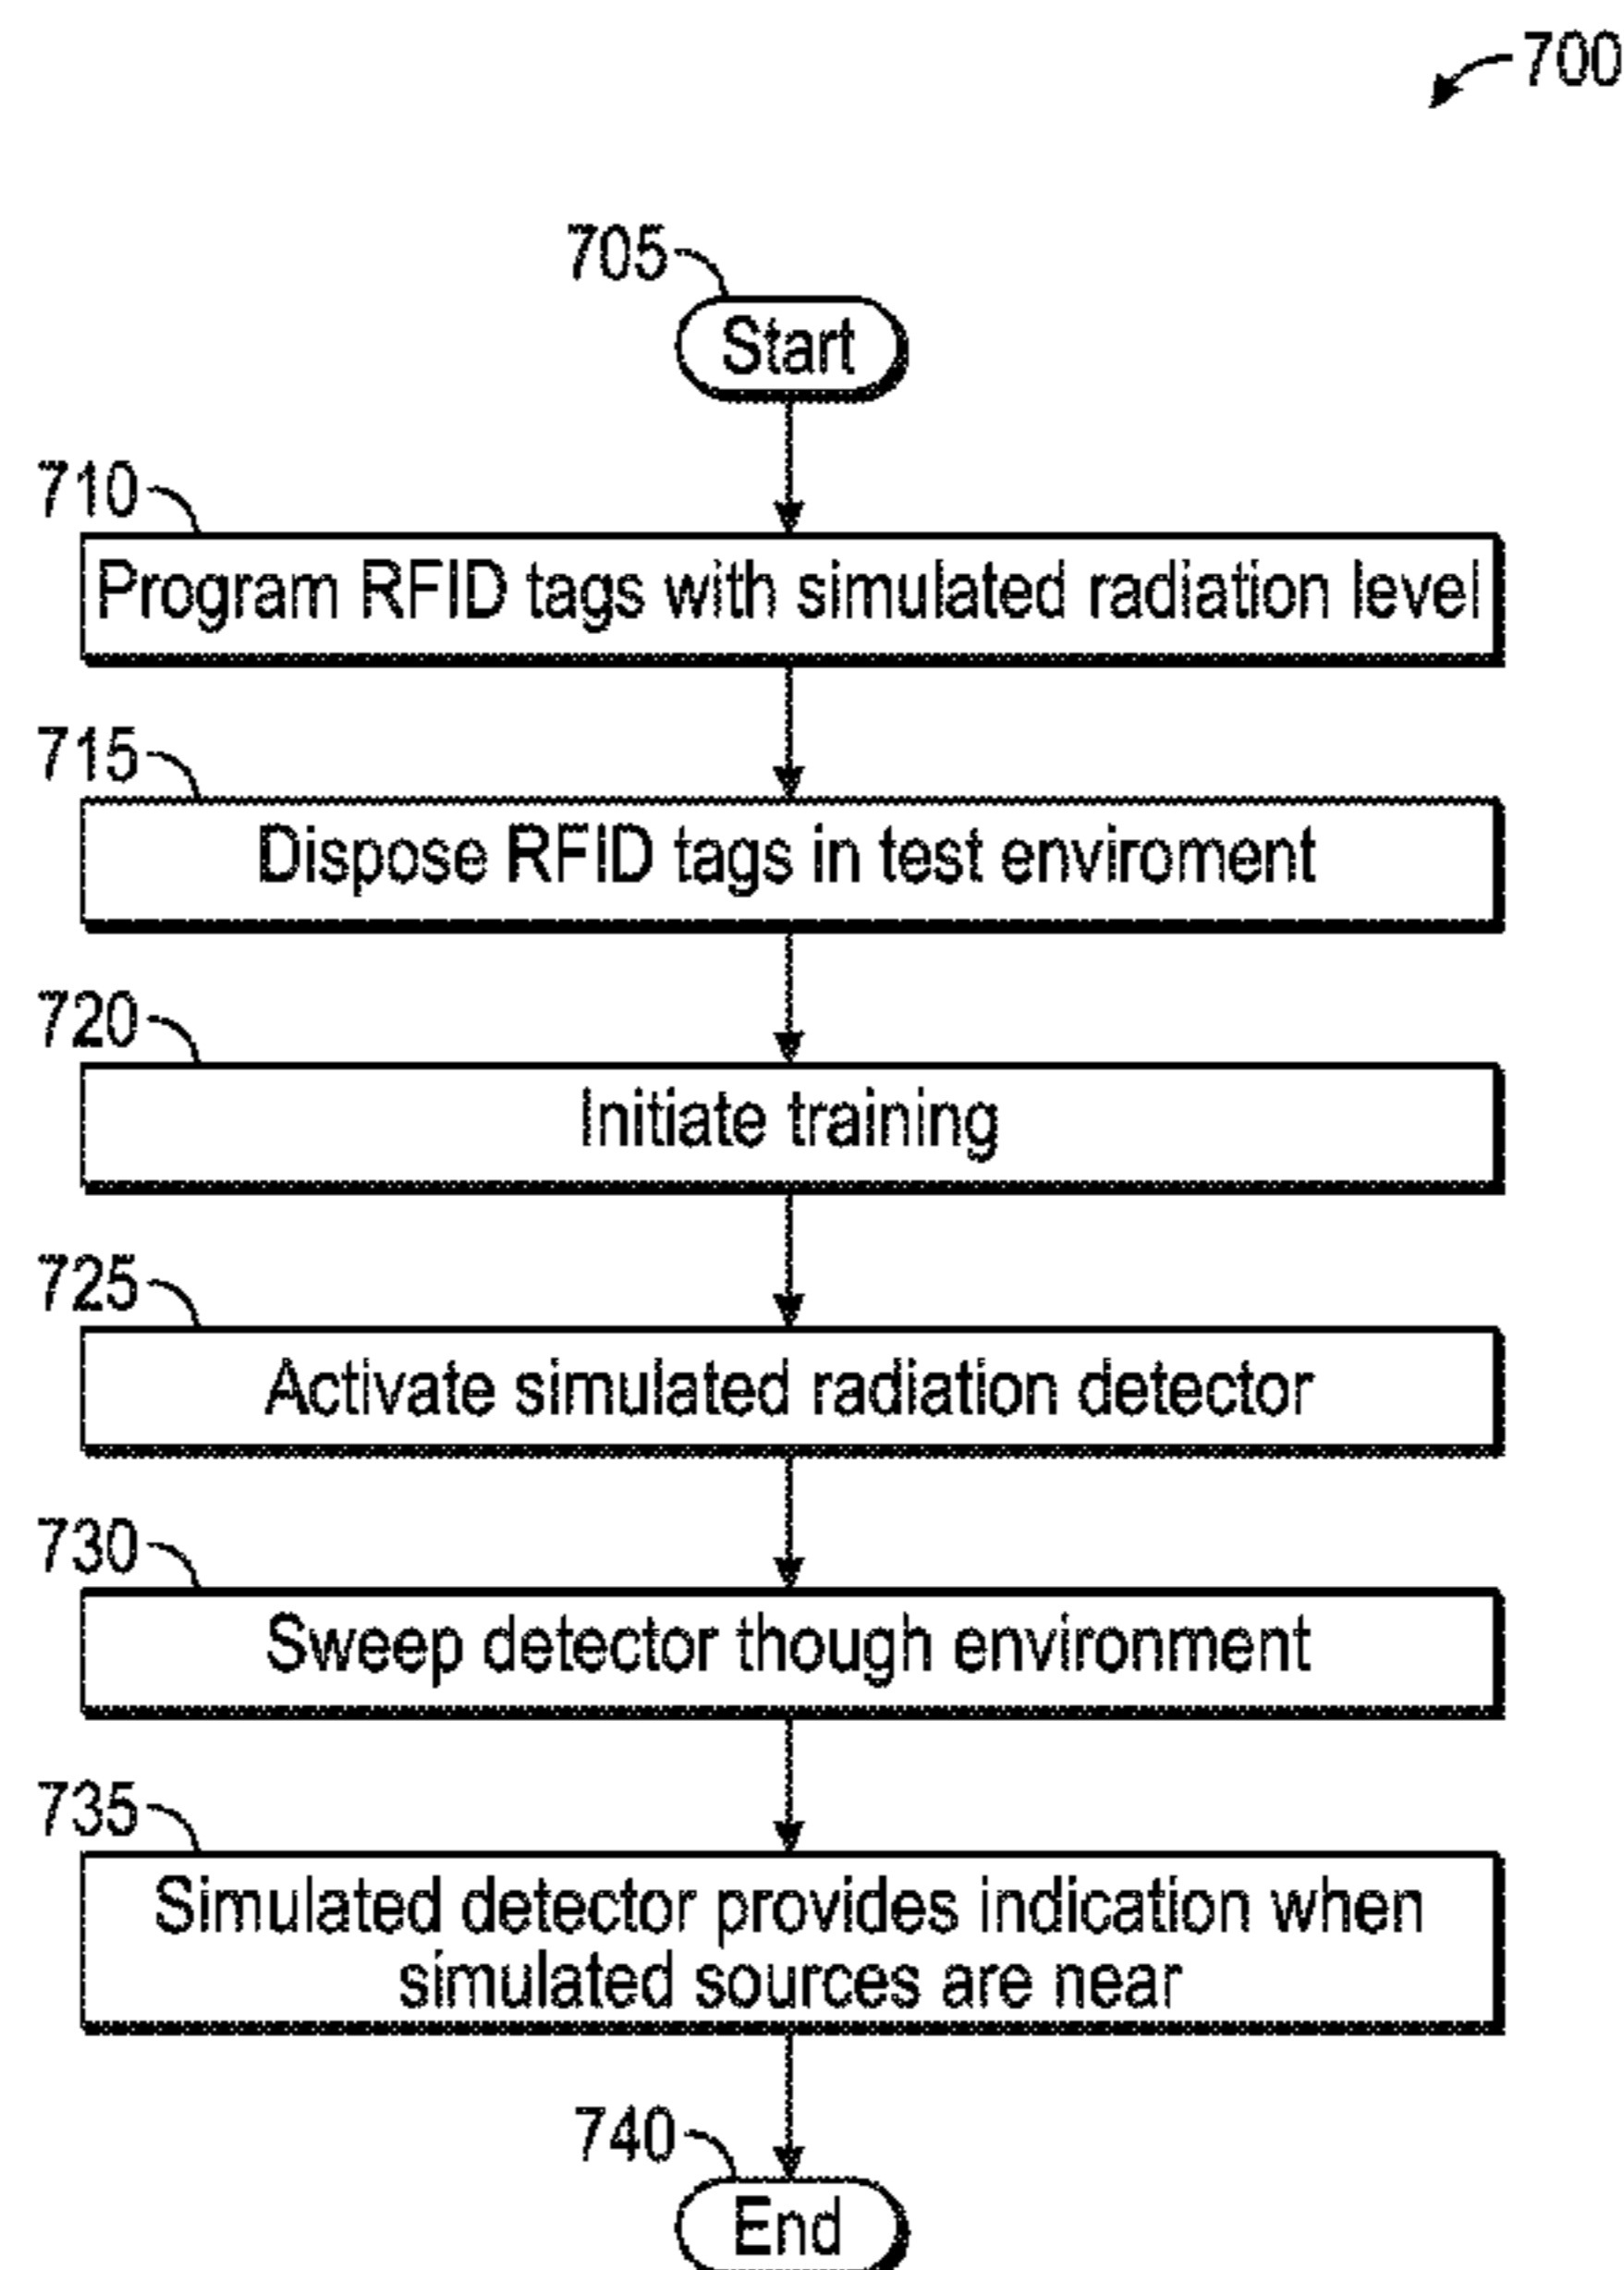 700
705
Start
710
Program RFID tags with simulated radiation level
715
Dispose RFID tags in test enviroment
720
Initiate training
725
Activate simulated radiation detector
730
Sweep detector though environment
735
Simulated detector provides indication when
simulated sources are near
740
End